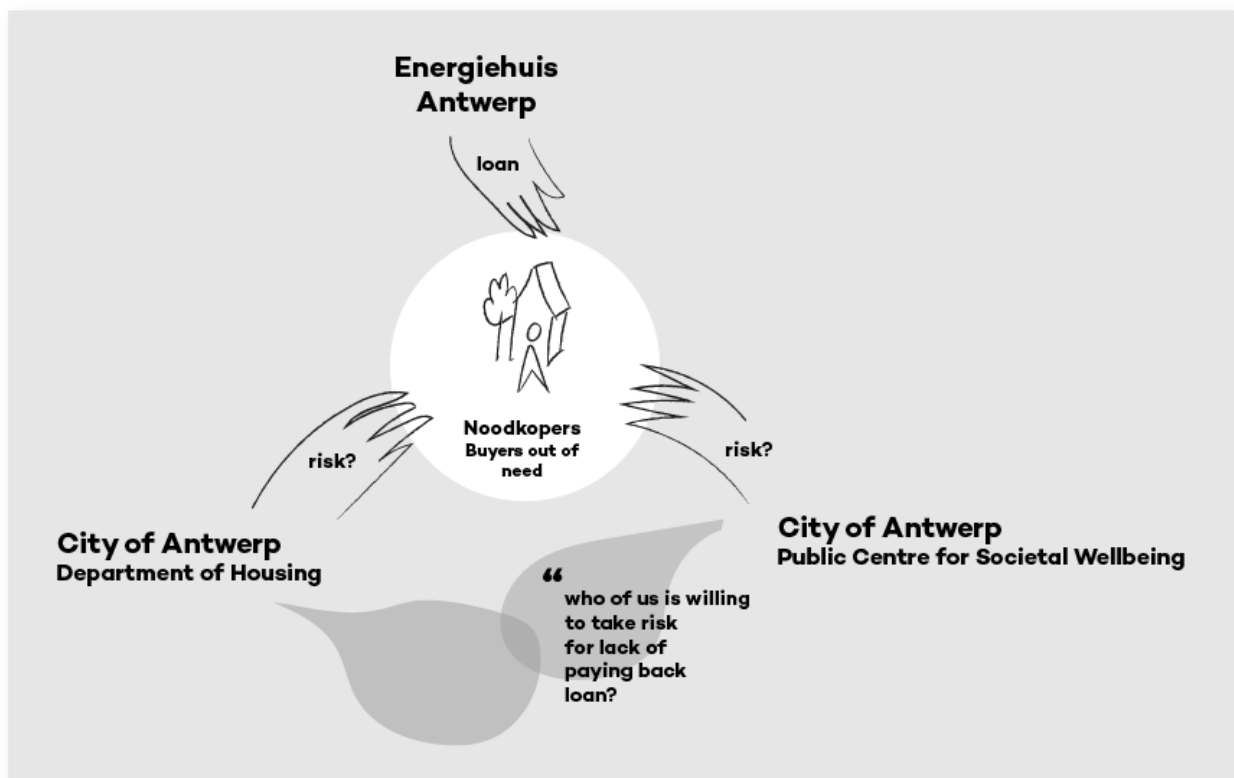 Energiehuis
Antwerp
loan
Noodkopers
Buyers out of
need
risk?
risk?
City of Antwerp
Department of Housing
City of Antwerp
Public Centre for Societal Wellbeing
“
who of us is willing
to take risk
for lack of
paying back
loan?